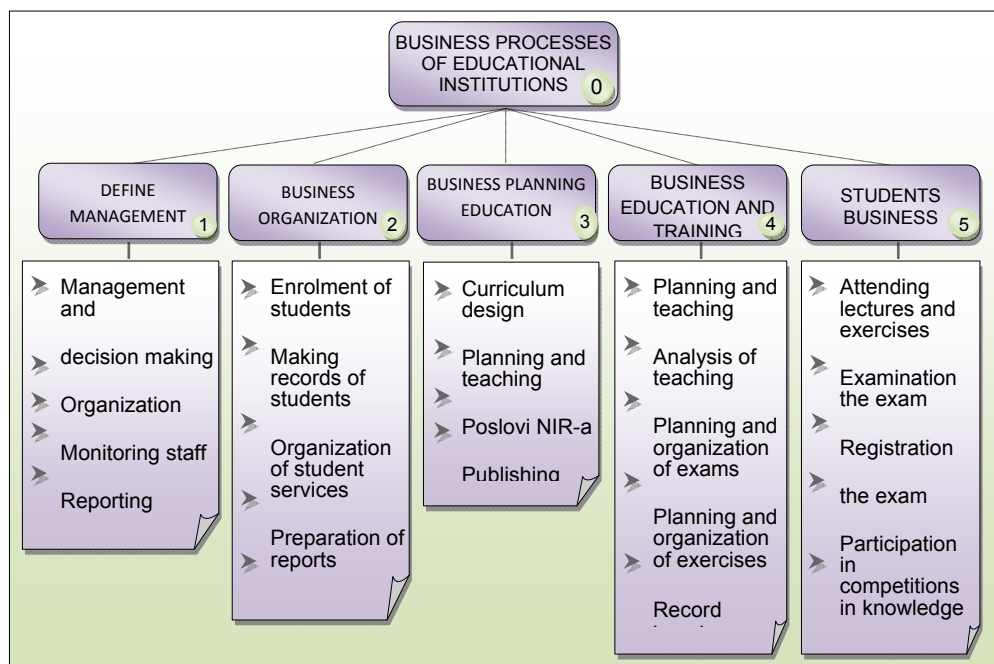 BUSINESS PROCESSES
OF EDUCATIONAL
INSTITUTIONS
0
DEFINE
MANAGEMENT
1
BUSINESS
ORGANIZATION
2
BUSINESS PLANNING
EDUCATION
3
BUSINESS
EDUCATION AND
TRAINING
4
STUDENTS
BUSINESS
5
Management
and
decision making
Organization
Monitoring staff
Reporting
Enrolment of
students
Making
records of
students
Organization
of student
services
Preparation of
reports
Curriculum
design
Planning and
teaching
Poslovi NIR-a
Publishing
Planning and
teaching
Analysis of
teaching
Planning and
organization
of exams
Planning and
organization
of exercises
Record
Attending
lectures and
exercises
Examination
the exam
Registration
the exam
Participation
in
competitions
in knowledge